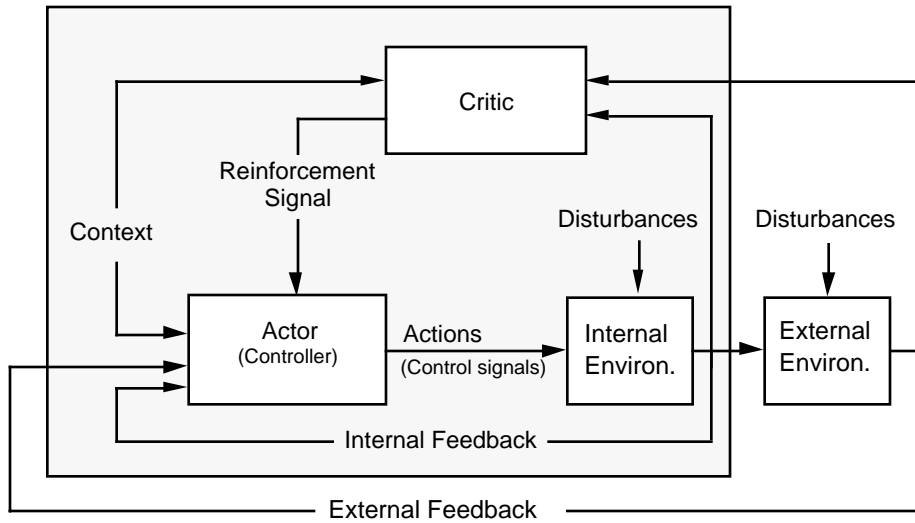 Critic
Reinforcement
Signal
Context
Disturbances
Disturbances
Actor
(Controller)
Actions
(Control signals)
Internal
Environ.
External
Environ.
Internal Feedback
External Feedback